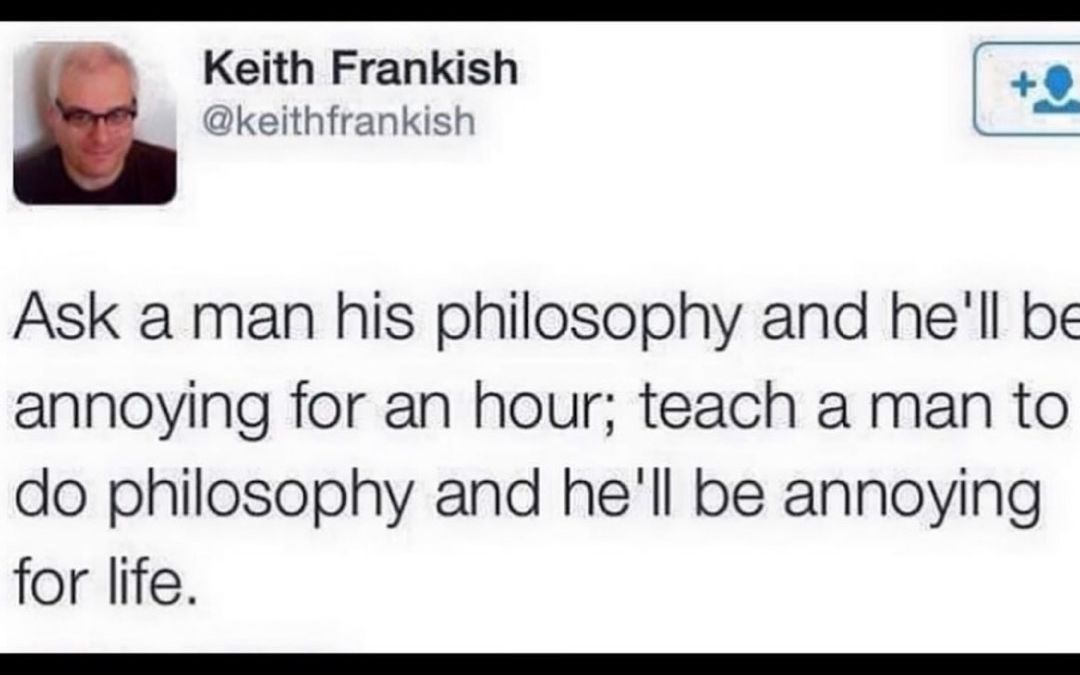 Keith Frankish
@keithfrankish
Ask a man his philosophy and he'll be
annoying for an hour; teach a man to
do philosophy and he'll be annoying
for life.